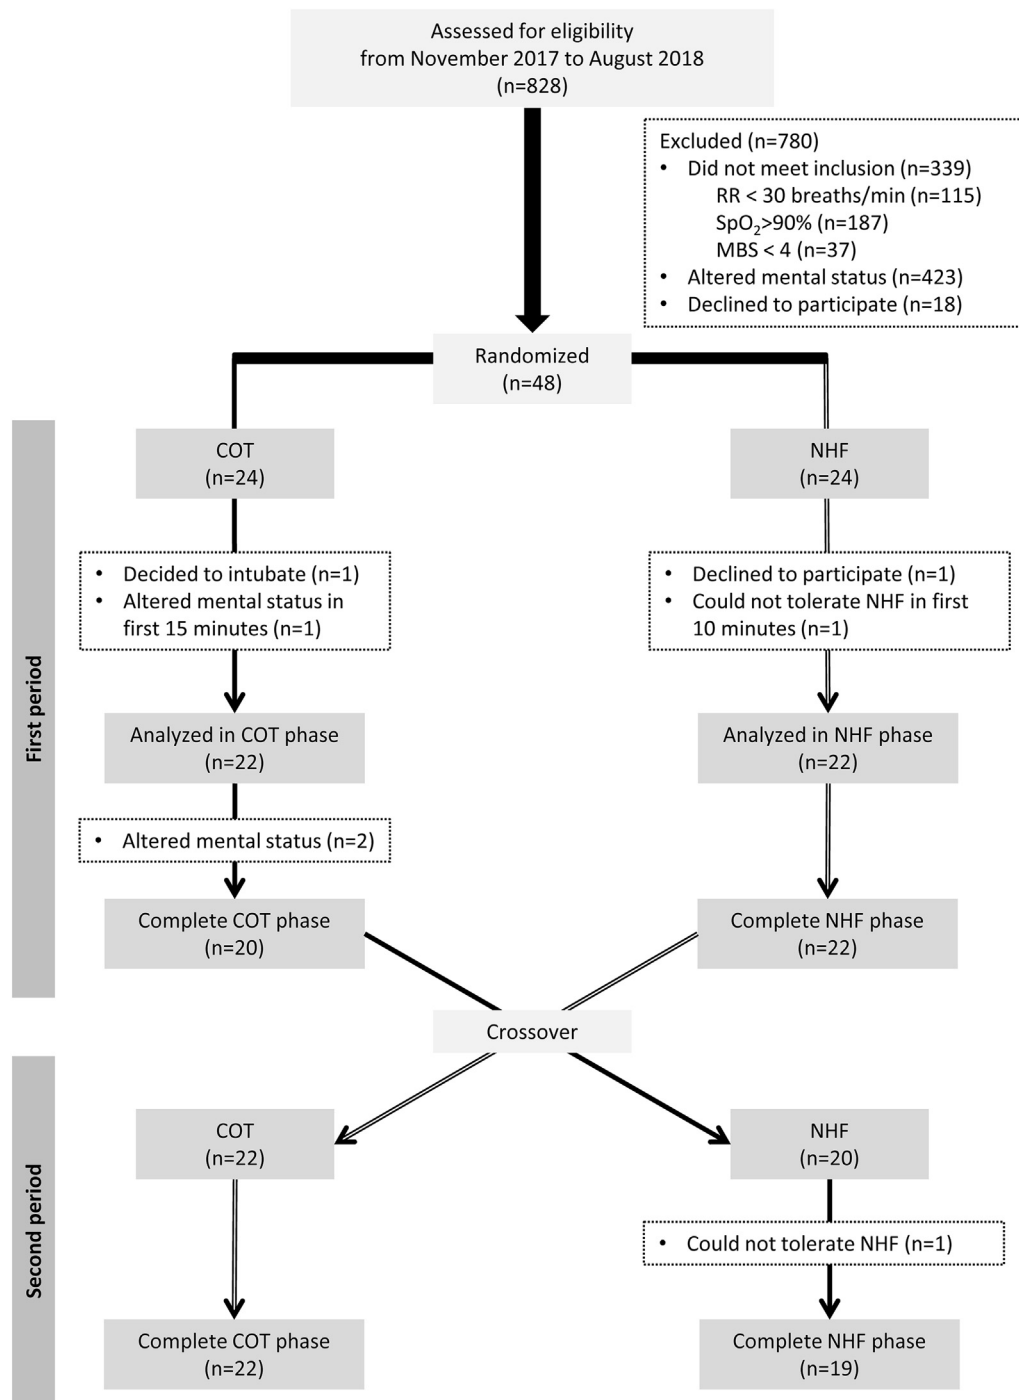 Assessed for eligibility
from November 2017 to August 2018
(n=828)
Excluded (n=780)
• Did not meet inclusion (n=339)
RR < 30 breaths/min (n=115)
SpO₂>90% (n=187)
MBS < 4 (n=37)
• Altered mental status (n=423)
• Declined to participate (n=18)
Randomized
(n=48)
First period
COT
(n=24)
NHF
(n=24)
• Decided to intubate (n=1)
• Altered mental status in
first 15 minutes (n=1)
• Declined to participate (n=1)
• Could not tolerate NHF in first
10 minutes (n=1)
Analyzed in COT phase
(n=22)
Analyzed in NHF phase
(n=22)
• Altered mental status (n=2)
Complete COT phase
(n=20)
Complete NHF phase
(n=22)
Crossover
Second period
COT
(n=22)
NHF
(n=20)
• Could not tolerate NHF (n=1)
Complete COT phase
(n=22)
Complete NHF phase
(n=19)